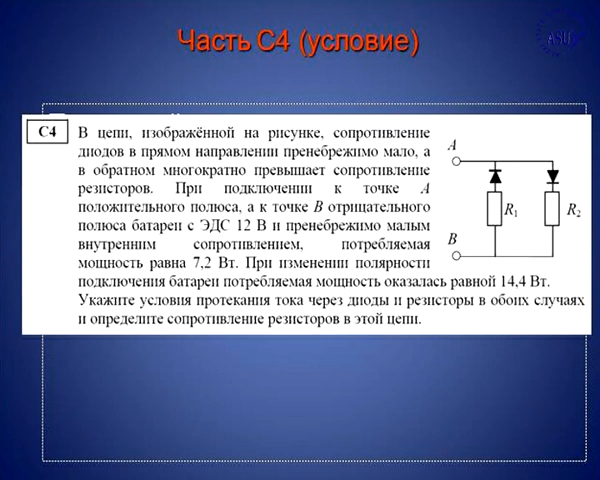 Часть С4 (условие)
ASU
С4
В цепи, изображённой на рисунке, сопротивление
диодов в прямом направлении пренебрежимо мало, а
в обратном многократно превышает сопротивление
резисторов. При подключении к точке A
положительного полюса, а к точке B отрицательного
полюса батареи с ЭДС 12 В и пренебрежимо малым
внутренним сопротивлением, потребляемая
мощность равна 7,2 Вт. При изменении полярности
подключения батареи потребляемая мощность оказалась равной 14,4 Вт.
Укажите условия протекания тока через диоды и резисторы в обоих случаях
и определите сопротивление резисторов в этой цепи.
A
R1
R2
B